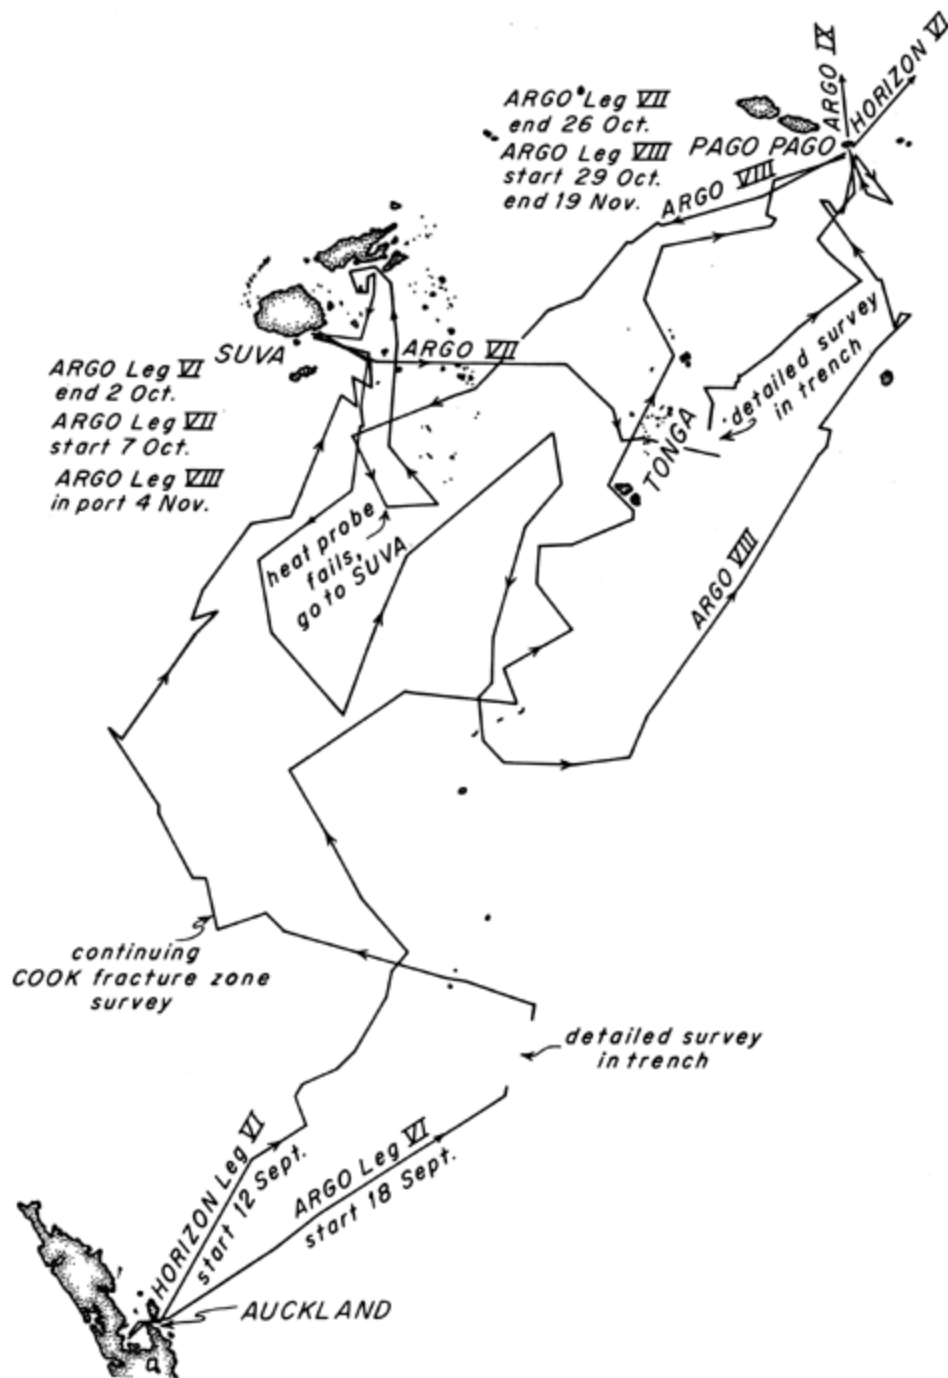 ARGO IX
HORIZON VI
ARGO Leg VII
end 26 Oct.
ARGO Leg VIII
start 29 Oct.
end 19 Nov.
PAGO PAGO
ARGO VIII
SUVA
ARGO VII
ARGO Leg VI
end 2 Oct.
ARGO Leg VII
start 7 Oct.
ARGO Leg VIII
in port 4 Nov.
detailed survey
in trench
TONGA
heat probe
fails,
go to SUVA
ARGO VIII
continuing
COOK fracture zone
survey
detailed survey
in trench
HORIZON Leg VI
start 12 Sept.
ARGO Leg VI
start 18 Sept.
AUCKLAND